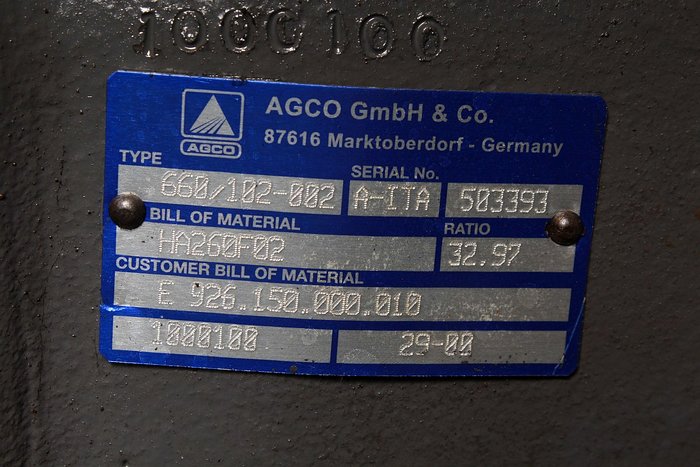 1000100
AGCO GmbH & Co.
87616 Marktoberdorf - Germany
AGCO
TYPE
SERIAL No.
660/102-002 A-ITA 503393
BILL OF MATERIAL RATIO
HA260F02 32.97
CUSTOMER BILL OF MATERIAL
E 926.150.000.010
1000100 29-00